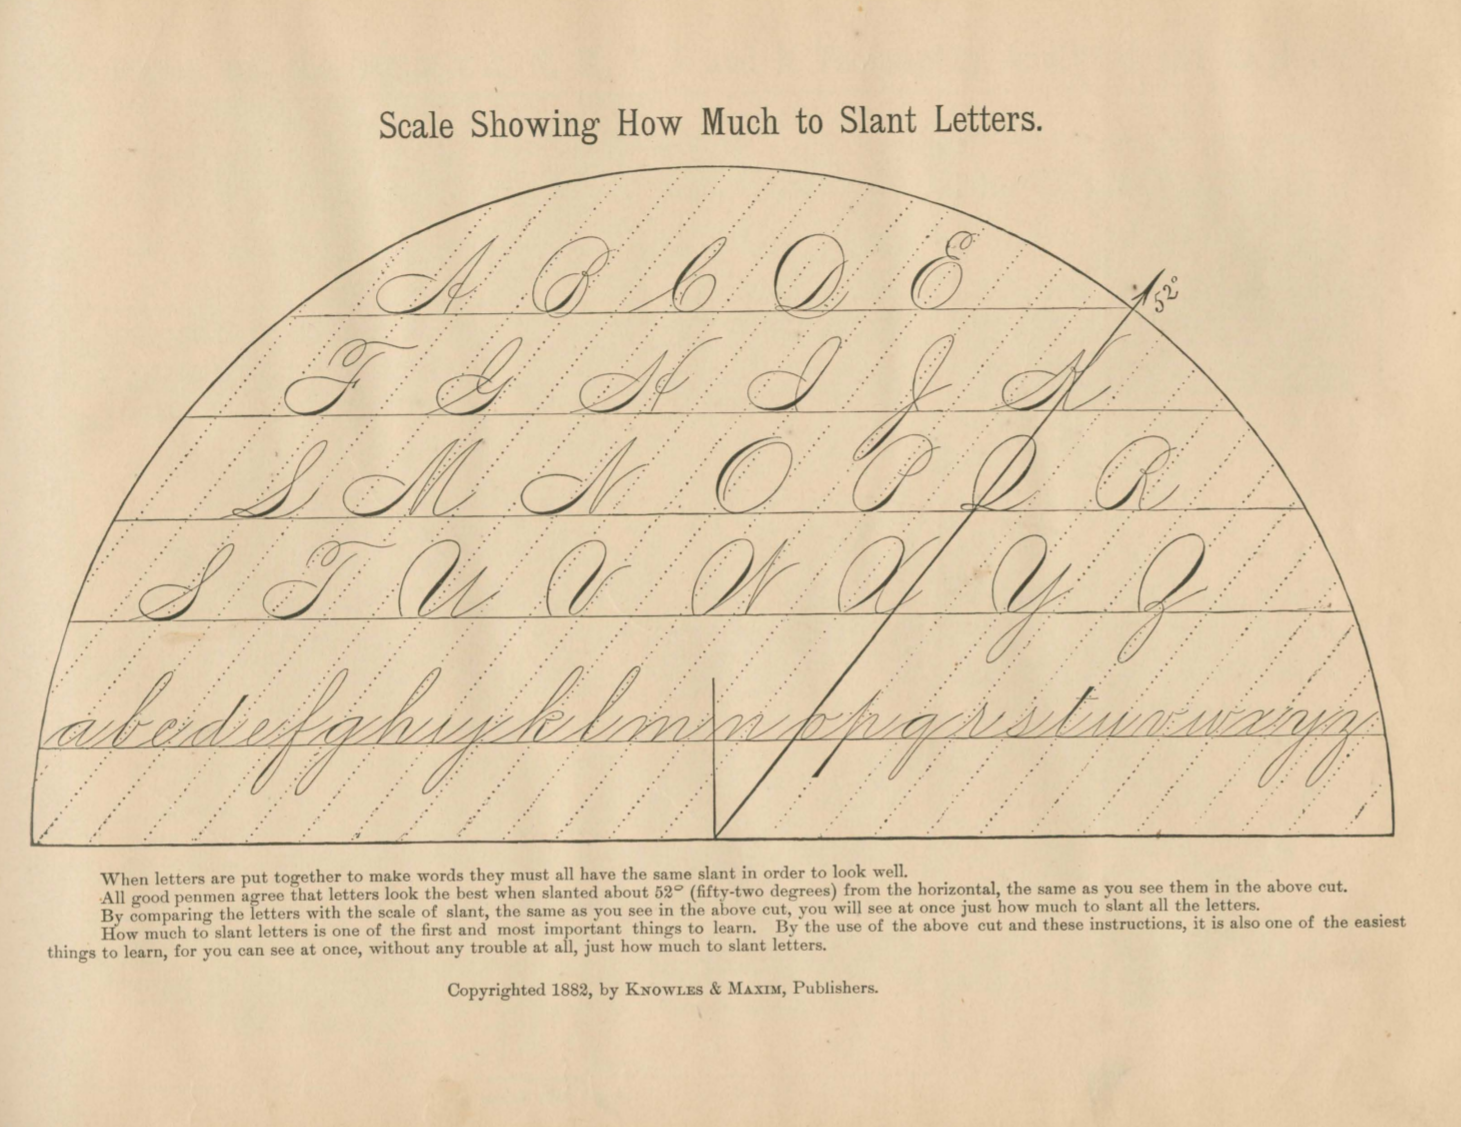 Scale Showing How Much to Slant Letters.
A B C D E
52°
F G H I J K
L M N O P Q R
S T U V W X Y Z
a b c d e f g h i j k l m n o p q r s t u v w x y z
When letters are put together to make words they must all have the same slant in order to look well.
All good penmen agree that letters look the best when slanted about 52° (fifty-two degrees) from the horizontal, the same as you see them in the above cut.
By comparing the letters with the scale of slant, the same as you see in the above cut, you will see at once just how much to slant all the letters.
How much to slant letters is one of the first and most important things to learn. By the use of the above cut and these instructions, it is also one of the easiest
things to learn, for you can see at once, without any trouble at all, just how much to slant letters.
Copyrighted 1882, by KNOWLES & MAXIM, Publishers.